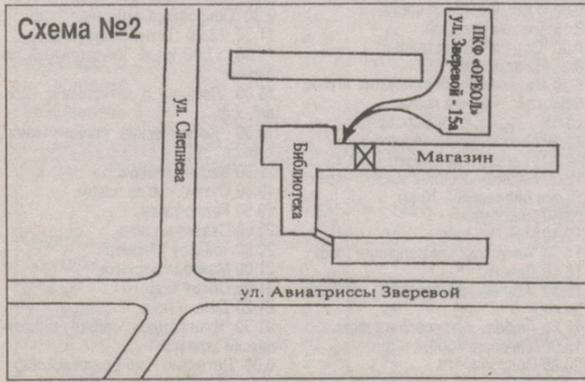 Схема №2
ПКФ «ОРЕОЛ»
ул. Зверевой - 15а
ул. Слепнева
Библиотека
Магазин
ул. Авиатриссы Зверевой